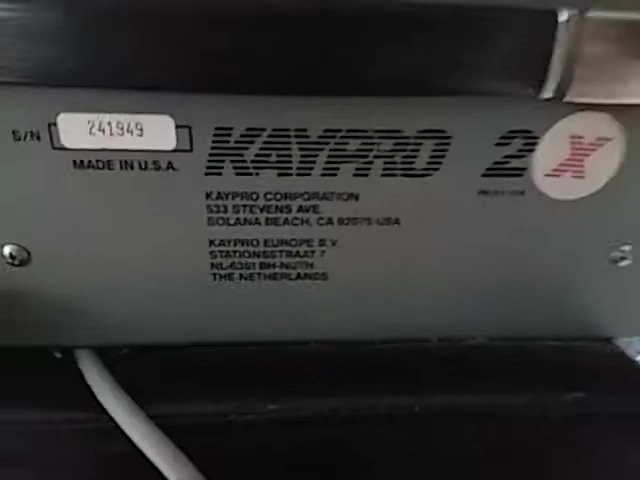 S/N 241949
MADE IN U.S.A.
KAYPRO 2X
KAYPRO CORPORATION
533 STEVENS AVE.
SOLANA BEACH, CA 92075 USA
KAYPRO EUROPE B.V.
STATIONSSTRAAT 7
NL-6361 BH-NUTH
THE NETHERLANDS